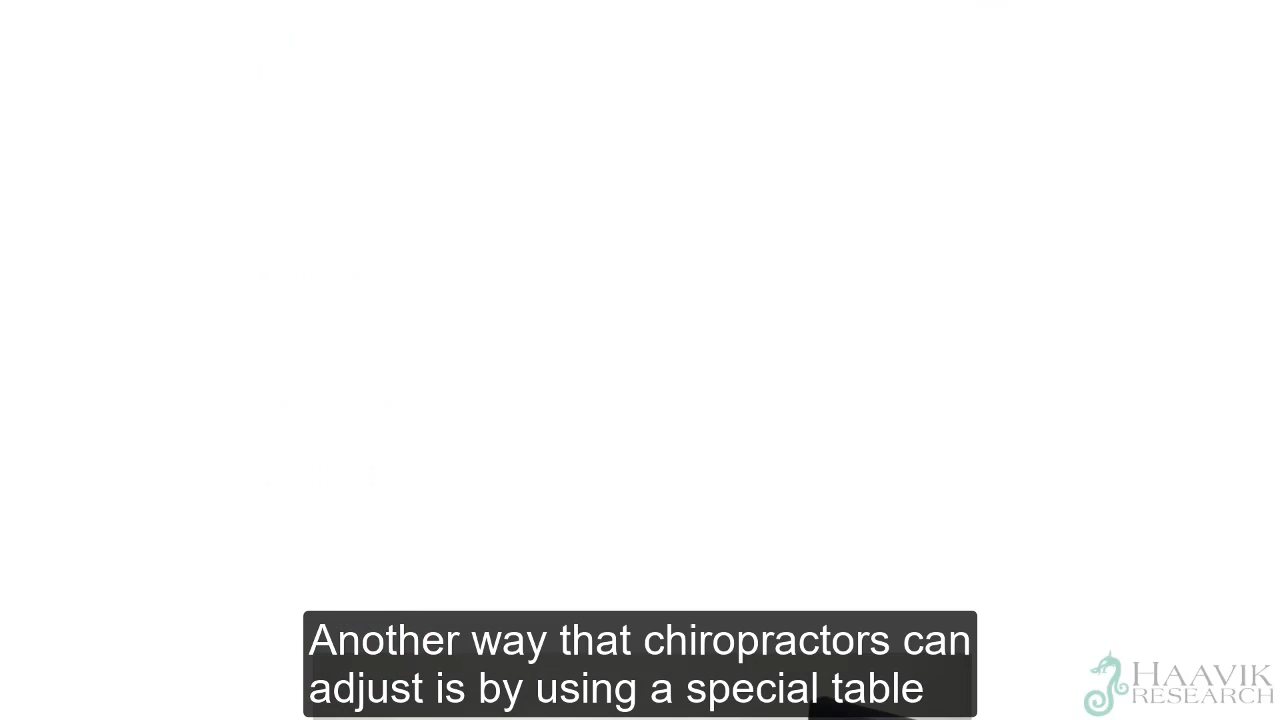 Another way that chiropractors can
adjust is by using a special table
HAAVIK
RESEARCH